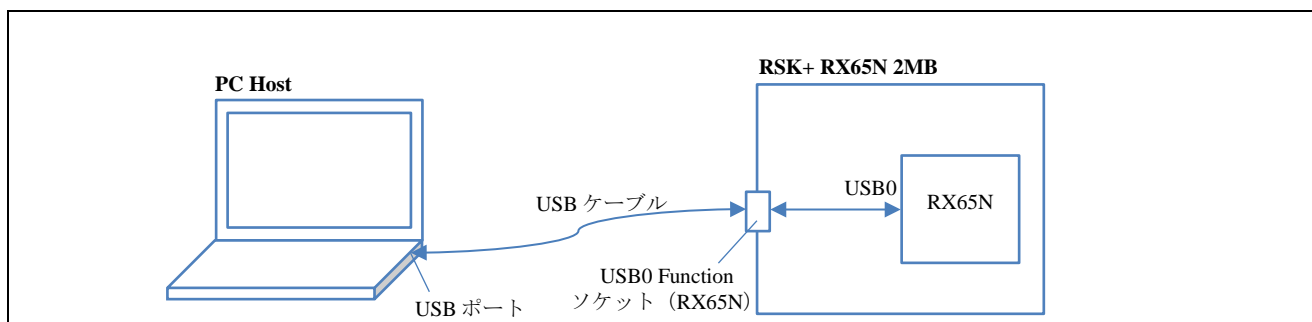 PC Host
RSK+ RX65N 2MB
USB0
RX65N
USB ケーブル
USB0 Function
ソケット（RX65N）
USB ポート